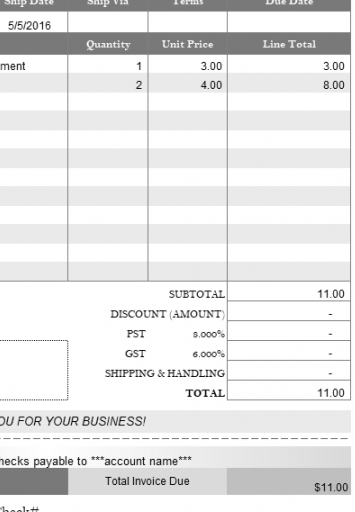 Ship Date Ship Via Terms Due Date
5/5/2016
Quantity Unit Price Line Total
ment 1 3.00 3.00
2 4.00 8.00
SUBTOTAL 11.00
DISCOUNT (AMOUNT) -
PST 8.000% -
GST 6.000% -
SHIPPING & HANDLING -
TOTAL 11.00
OU FOR YOUR BUSINESS!
hecks payable to ***account name***
Total Invoice Due $11.00
Check#